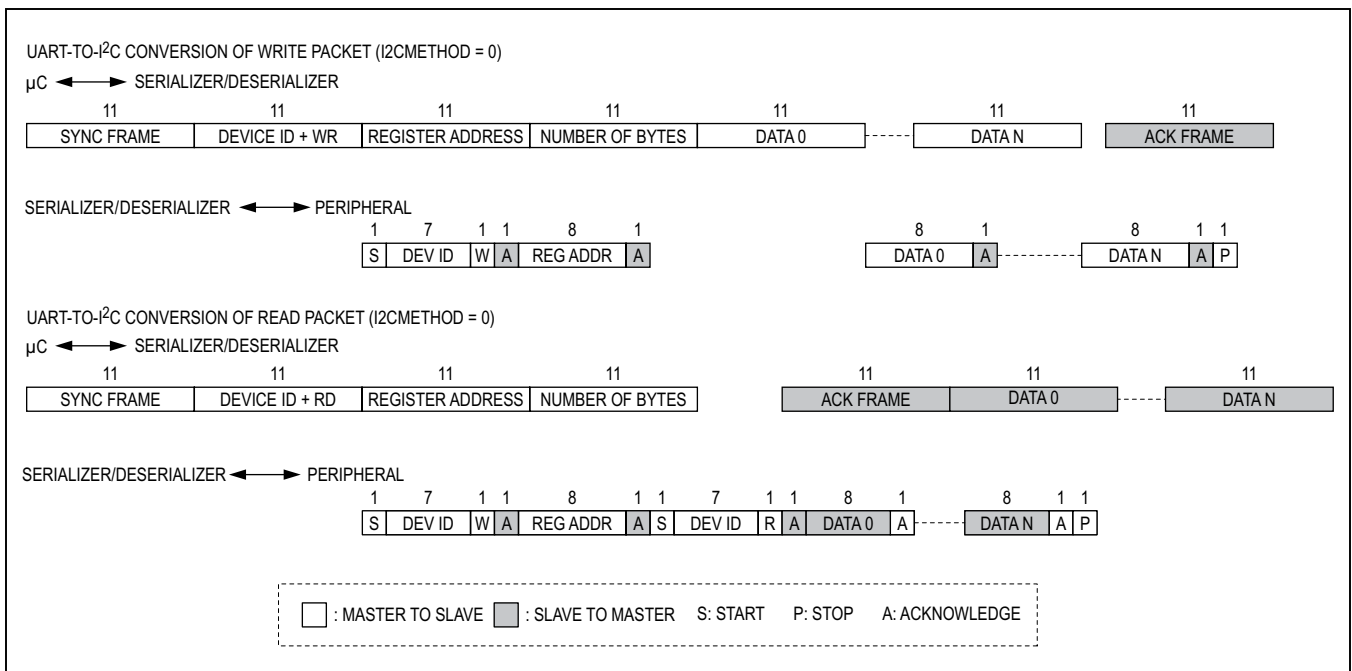 UART-TO-I2C CONVERSION OF WRITE PACKET (I2CMETHOD = 0)
µC SERIALIZER/DESERIALIZER
11 11 11 11 11 11 11
SYNC FRAME DEVICE ID + WR REGISTER ADDRESS NUMBER OF BYTES DATA 0 DATA N ACK FRAME
SERIALIZER/DESERIALIZER PERIPHERAL
1 7 1 1 8 1 8 1 8 1 1
S DEV ID W A REG ADDR A DATA 0 A DATA N A P
UART-TO-I2C CONVERSION OF READ PACKET (I2CMETHOD = 0)
µC SERIALIZER/DESERIALIZER
11 11 11 11 11 11 11
SYNC FRAME DEVICE ID + RD REGISTER ADDRESS NUMBER OF BYTES ACK FRAME DATA 0 DATA N
SERIALIZER/DESERIALIZER PERIPHERAL
1 7 1 1 8 1 1 7 1 1 8 1 8 1 1
S DEV ID W A REG ADDR A S DEV ID R A DATA 0 A DATA N A P
: MASTER TO SLAVE : SLAVE TO MASTER S: START P: STOP A: ACKNOWLEDGE